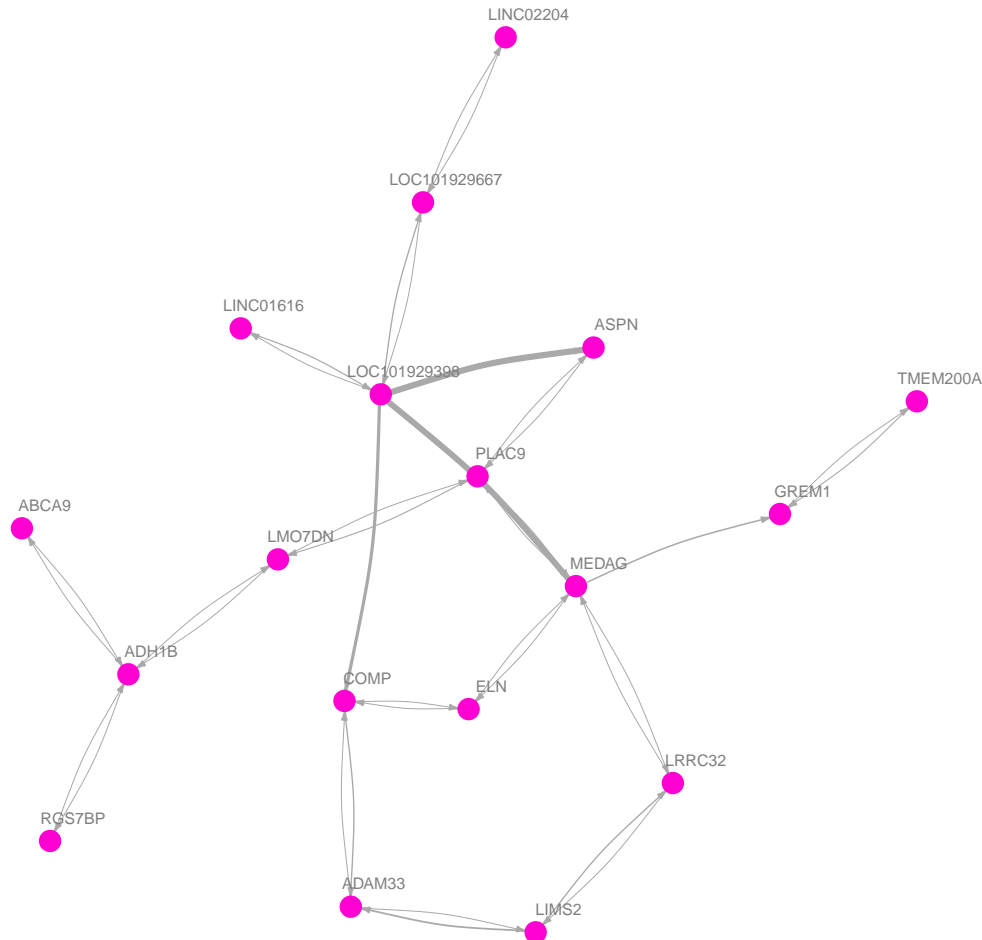 LINC02204
LOC101929667
LINC01616
ASPN
LOC101929398
TMEM200A
PLAC9
GREM1
ABCA9
LMO7DN
MEDAG
ADH1B
COMP
ELN
LRRC32
RGS7BP
ADAM33
LIMS2